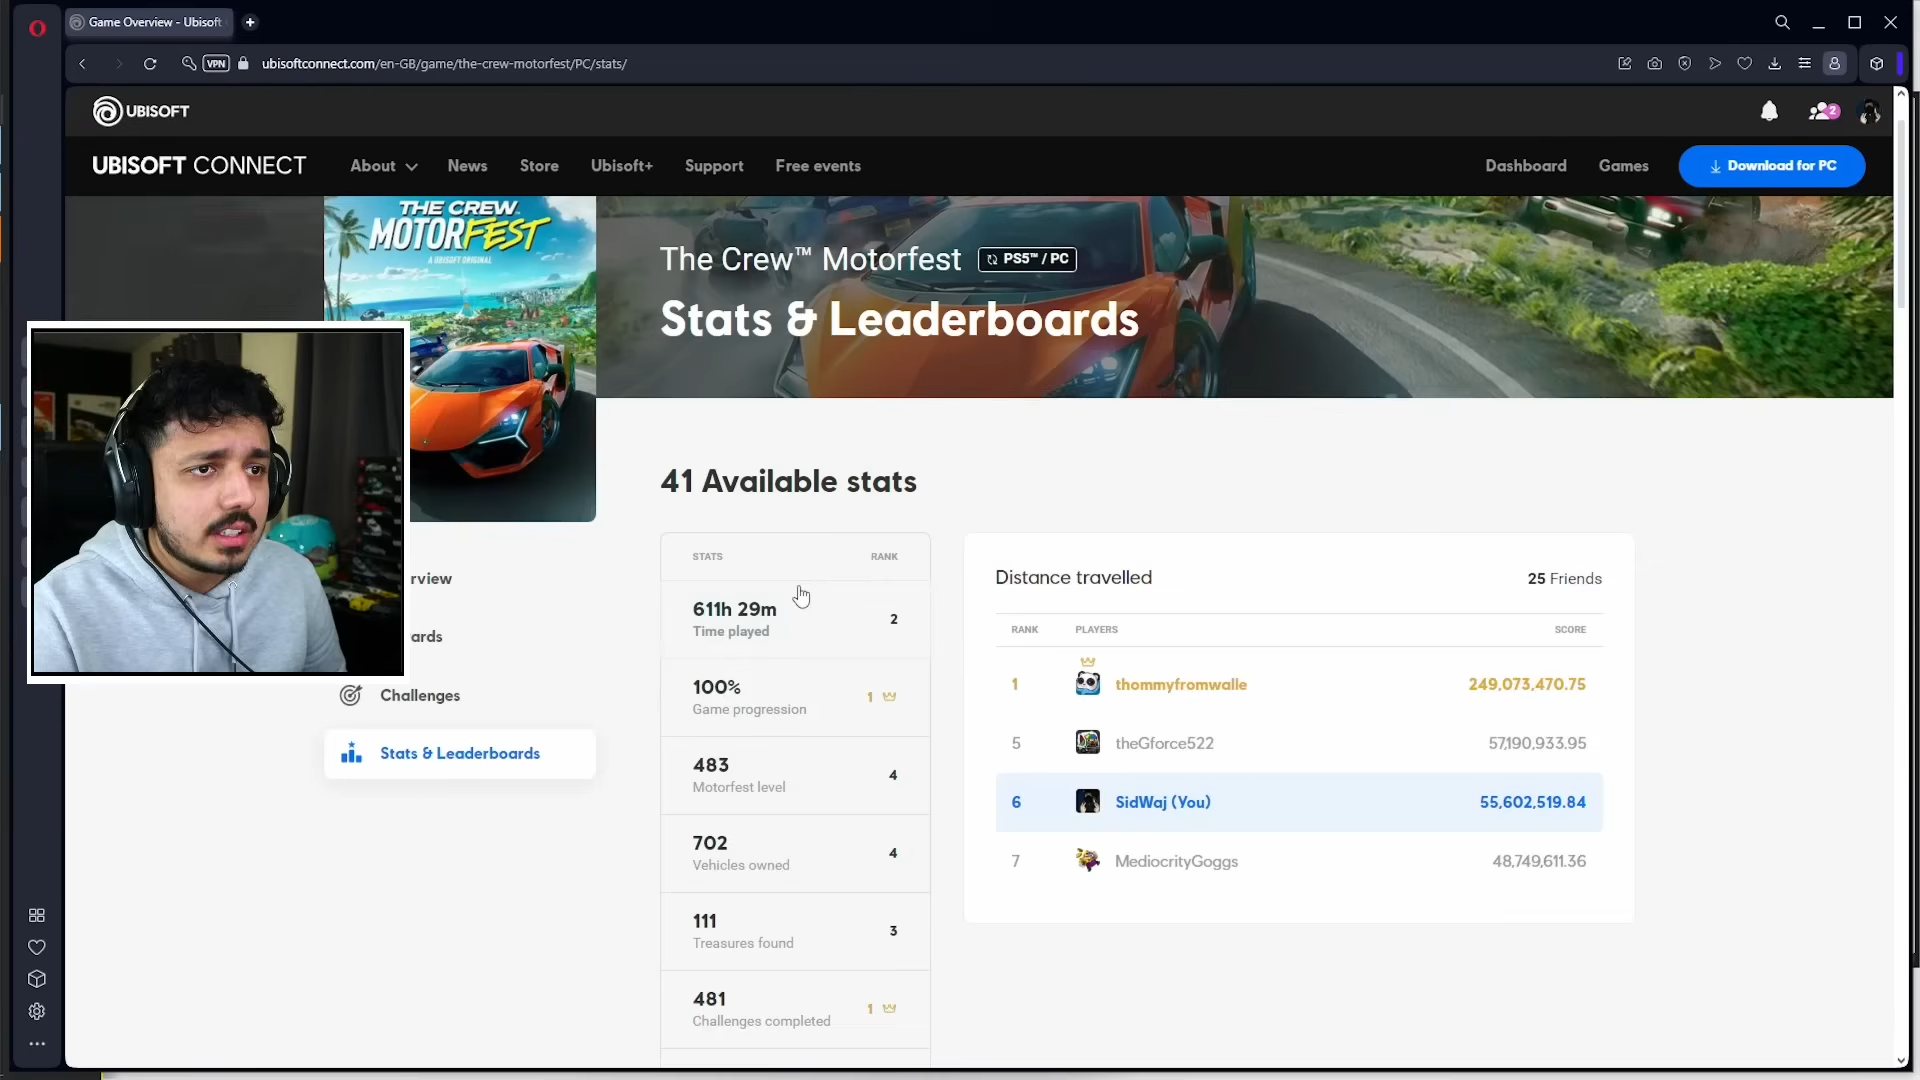 Game Overview - Ubisoft
VPN
ubisoftconnect.com/en-GB/game/the-crew-motorfest/PC/stats/
UBISOFT
2
UBISOFT CONNECT
About
News
Store
Ubisoft+
Support
Free events
Dashboard
Games
Download for PC
THE CREW
MOTORFEST
A UBISOFT ORIGINAL
The Crew™ Motorfest
PS5™ / PC
Stats & Leaderboards
rview
ards
Challenges
Stats & Leaderboards
41 Available stats
STATS RANK
611h 29m
Time played
2
100%
Game progression
1
483
Motorfest level
4
702
Vehicles owned
4
111
Treasures found
3
481
Challenges completed
1
Distance travelled
25 Friends
RANK PLAYERS SCORE
1 thommyfromwalle 249,073,470.75
5 theGforce522 57,190,933.95
6 SidWaj (You) 55,602,519.84
7 MediocrityGoggs 48,749,611.36